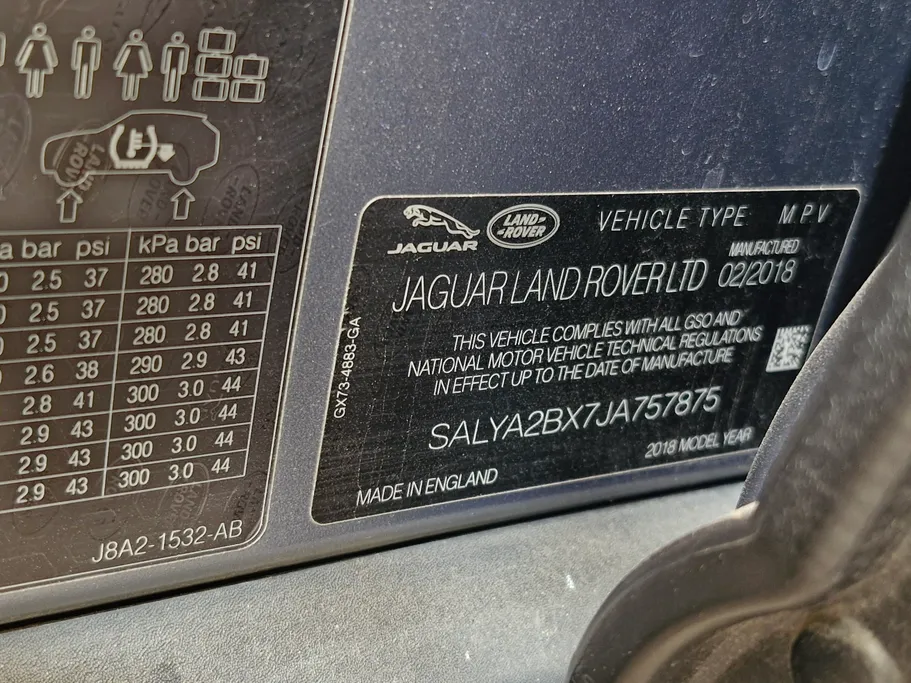 a bar psi kPa bar psi
0 2.5 37 280 2.8 41
0 2.5 37 280 2.8 41
0 2.5 37 280 2.8 41
0 2.6 38 290 2.9 43
2.8 41 300 3.0 44
2.9 43 300 3.0 44
2.9 43 300 3.0 44
2.9 43 300 3.0 44
J8A2-1532-AB
JAGUAR
LAND-
-ROVER
VEHICLE TYPE MPV
MANUFACTURED
JAGUAR LAND ROVER LTD 02/2018
THIS VEHICLE COMPLIES WITH ALL GSO AND
NATIONAL MOTOR VEHICLE TECHNICAL REGULATIONS
IN EFFECT UP TO THE DATE OF MANUFACTURE
GX73-4883-GA
SALYA2BX7JA757875
2018 MODEL YEAR
MADE IN ENGLAND